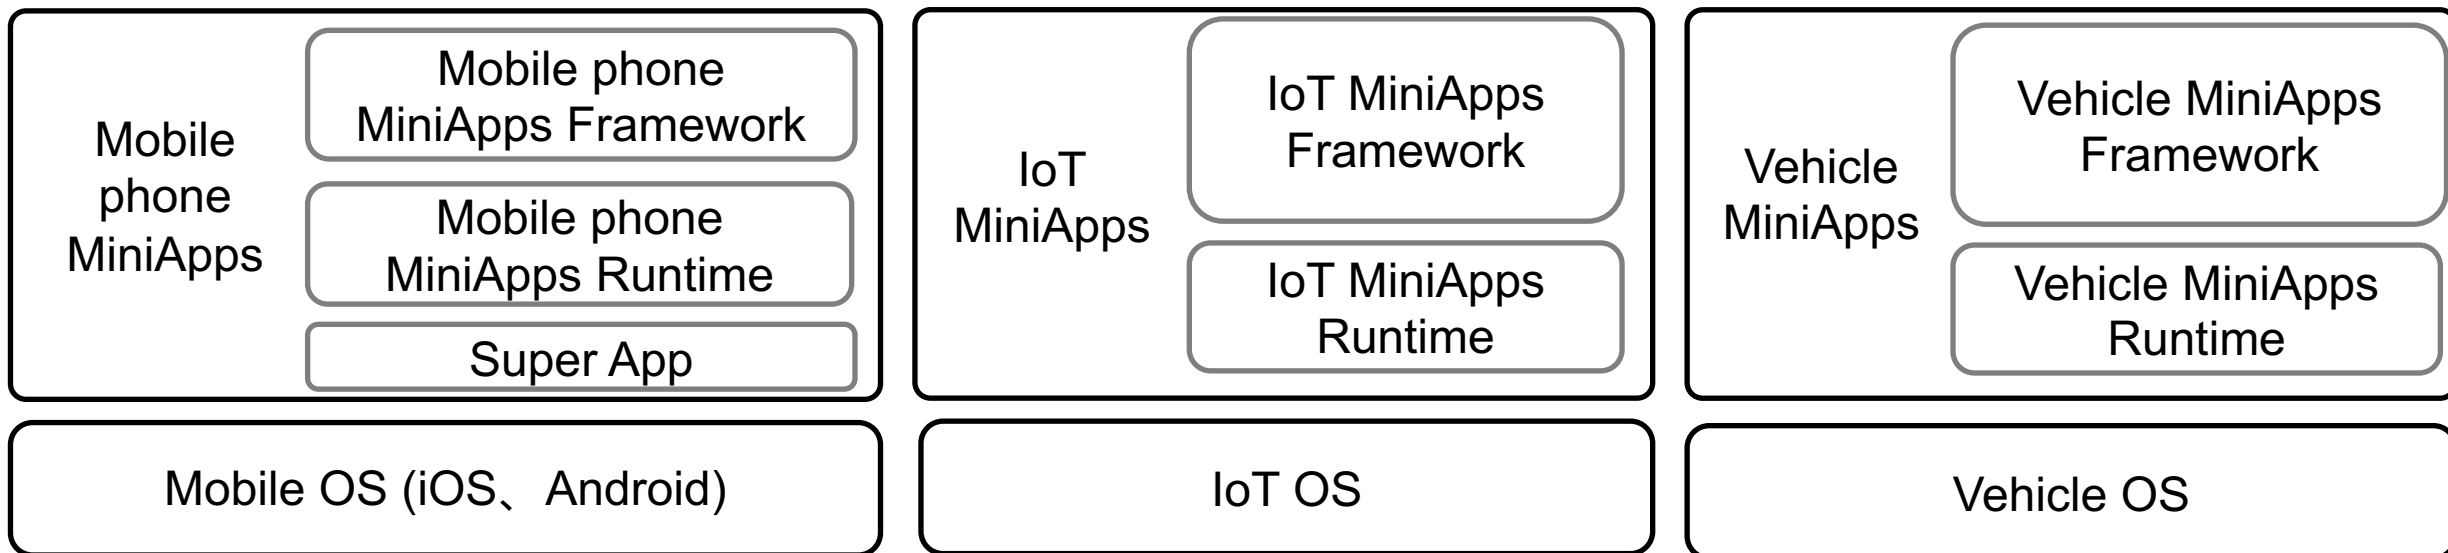 Mobile
phone
MiniApps
Mobile phone
MiniApps Framework
Mobile phone
MiniApps Runtime
Super App
IoT
MiniApps
IoT MiniApps
Framework
IoT MiniApps
Runtime
Vehicle
MiniApps
Vehicle MiniApps
Framework
Vehicle MiniApps
Runtime
Mobile OS (iOS、Android)
IoT OS
Vehicle OS